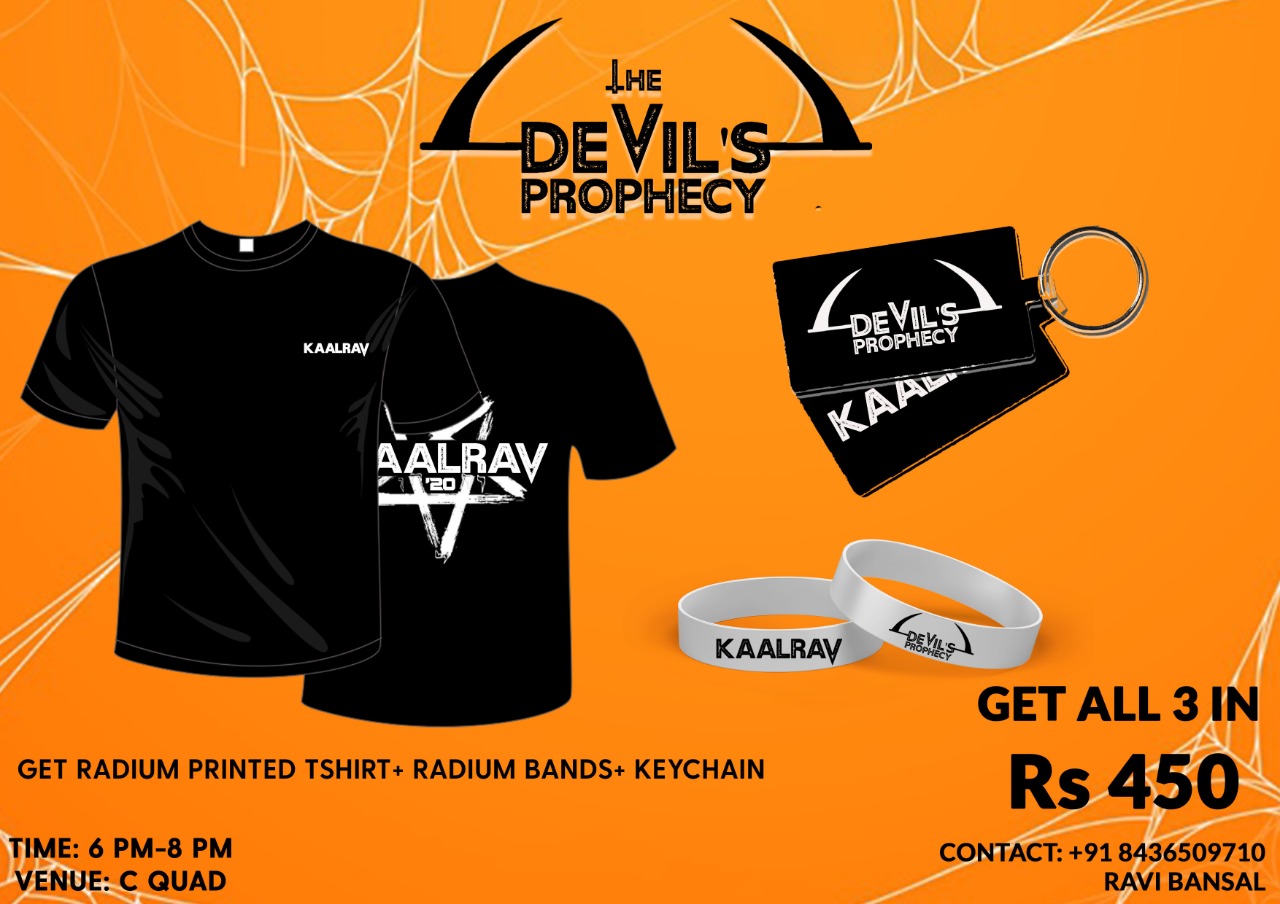 THE
DEVIL'S
PROPHECY
KAALRAV
AALRAV
'20
DEVIL'S
PROPHECY
KAALRAV
DEVIL'S
PROPHECY
GET ALL 3 IN
Rs 450
GET RADIUM PRINTED TSHIRT+ RADIUM BANDS+ KEYCHAIN
TIME: 6 PM-8 PM
VENUE: C QUAD
CONTACT: +91 8436509710
RAVI BANSAL